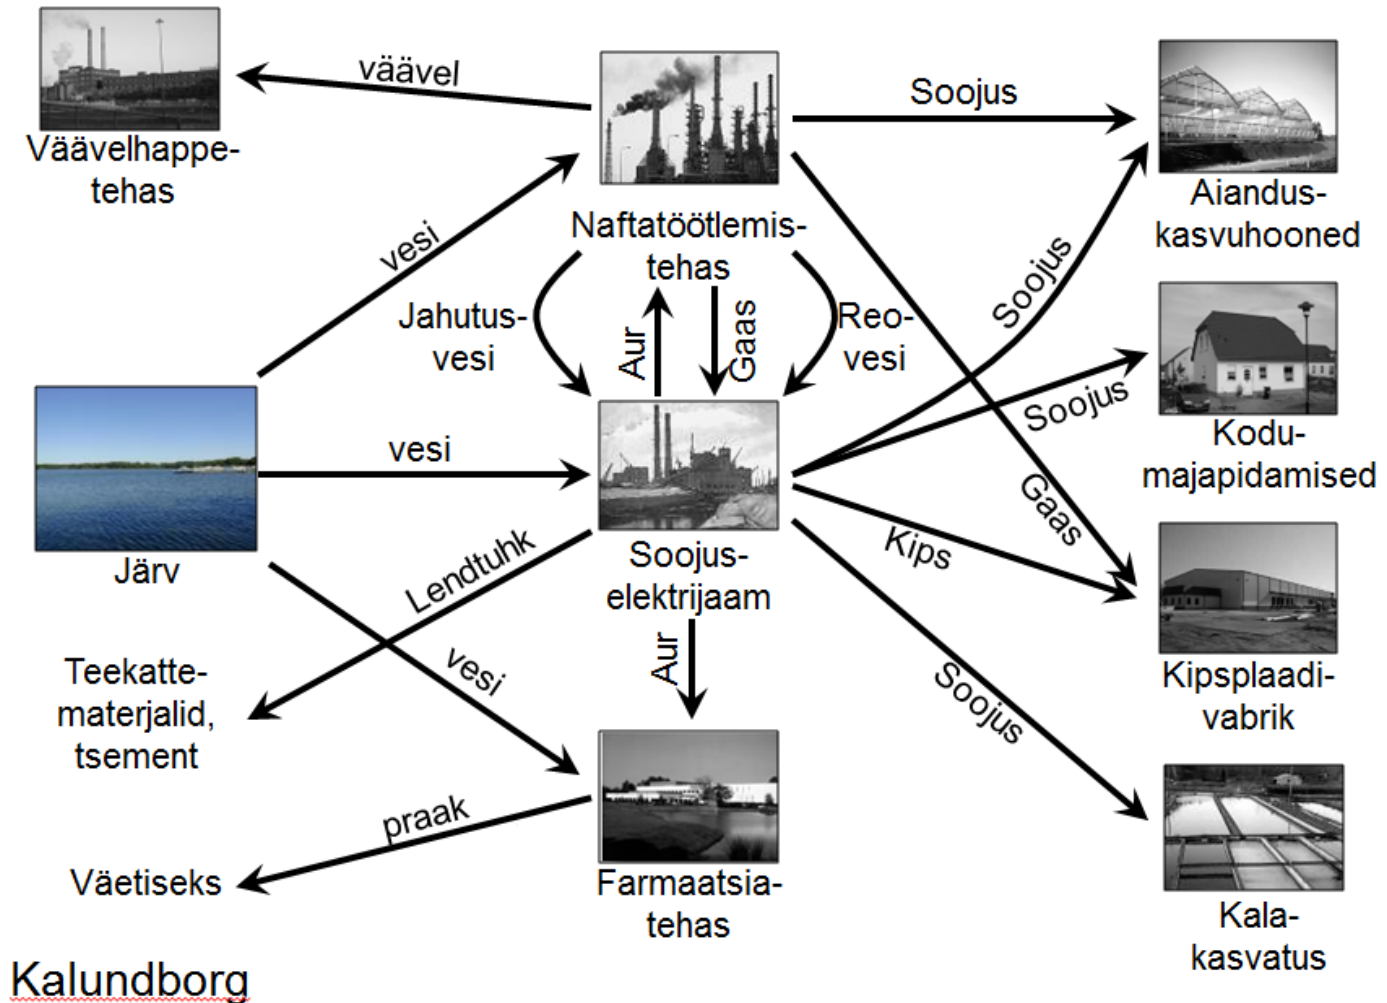 väävel
Soojus
Väävelhappe-
tehas
Aiandus-
kasvuhooned
vesi
Naftatöötlemis-
tehas
Soojus
Jahutus-
vesi
Aur
Gaas
Reo-
vesi
Soojus
Kodu-
majapidamised
vesi
Gaas
Kips
Järv
Lendtuhk
Soojus-
elektrijaam
Aur
vesi
Teekatte-
materjalid,
tsement
Soojus
Kipsplaadi-
vabrik
praak
Väetiseks
Farmaatsia-
tehas
Kala-
kasvatus
Kalundborg